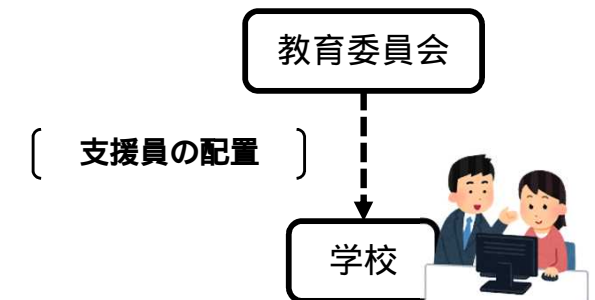 教育委員会
支援員の配置
学校